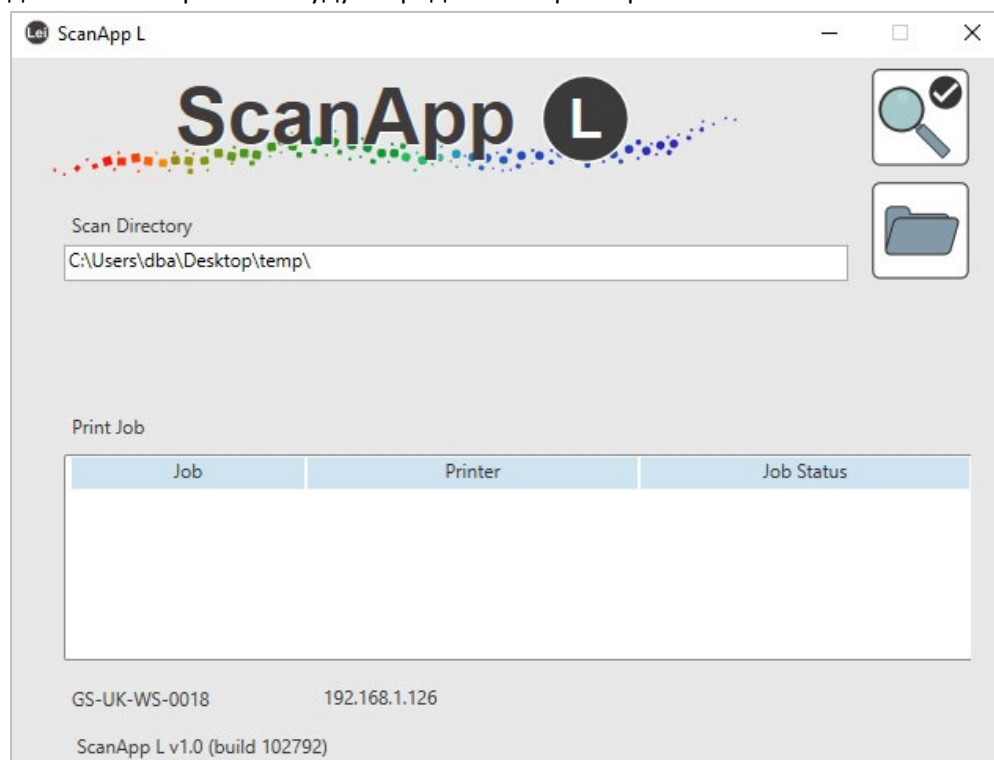 Lei ScanApp L
ScanApp L
Scan Directory
C:\Users\dba\Desktop\temp\
Print Job
Job Printer Job Status
GS-UK-WS-0018 192.168.1.126
ScanApp L v1.0 (build 102792)